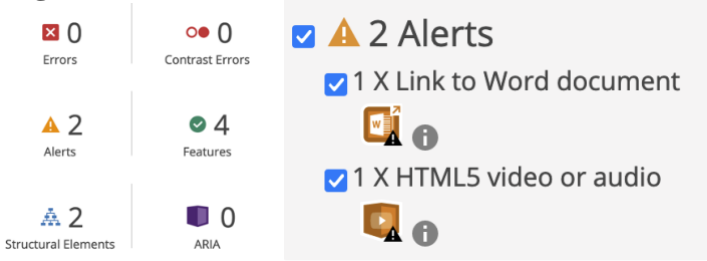 0
Errors
0
Contrast Errors
2
Alerts
4
Features
2
Structural Elements
0
ARIA
2 Alerts
1 X Link to Word document
W
i
1 X HTML5 video or audio
i